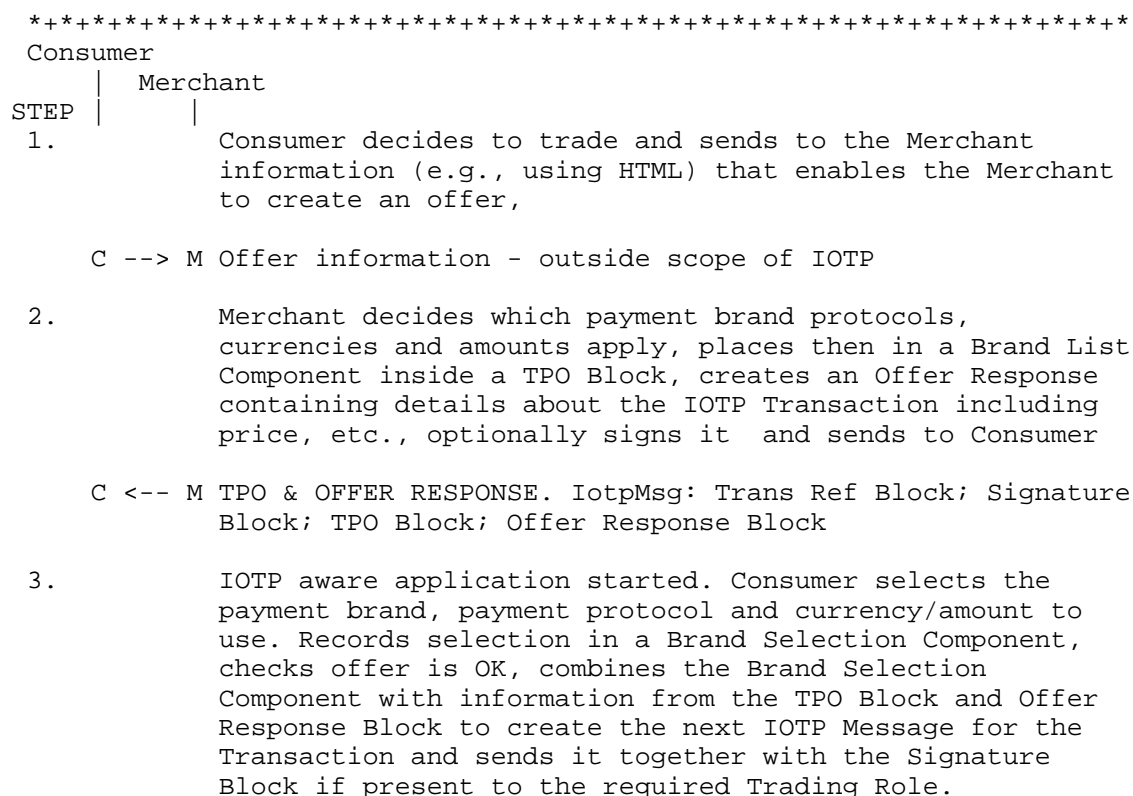 *+*+*+*+*+*+*+*+*+*+*+*+*+*+*+*+*+*+*+*+*+*+*+*+*+*+*+*+*+*+*+*+*+*+*
Consumer
| Merchant
STEP | |
1. Consumer decides to trade and sends to the Merchant
information (e.g., using HTML) that enables the Merchant
to create an offer,
C --> M Offer information - outside scope of IOTP
2. Merchant decides which payment brand protocols,
currencies and amounts apply, places then in a Brand List
Component inside a TPO Block, creates an Offer Response
containing details about the IOTP Transaction including
price, etc., optionally signs it  and sends to Consumer
C <-- M TPO & OFFER RESPONSE. IotpMsg: Trans Ref Block; Signature
Block; TPO Block; Offer Response Block
3. IOTP aware application started. Consumer selects the
payment brand, payment protocol and currency/amount to
use. Records selection in a Brand Selection Component,
checks offer is OK, combines the Brand Selection
Component with information from the TPO Block and Offer
Response Block to create the next IOTP Message for the
Transaction and sends it together with the Signature
Block if present to the required Trading Role.